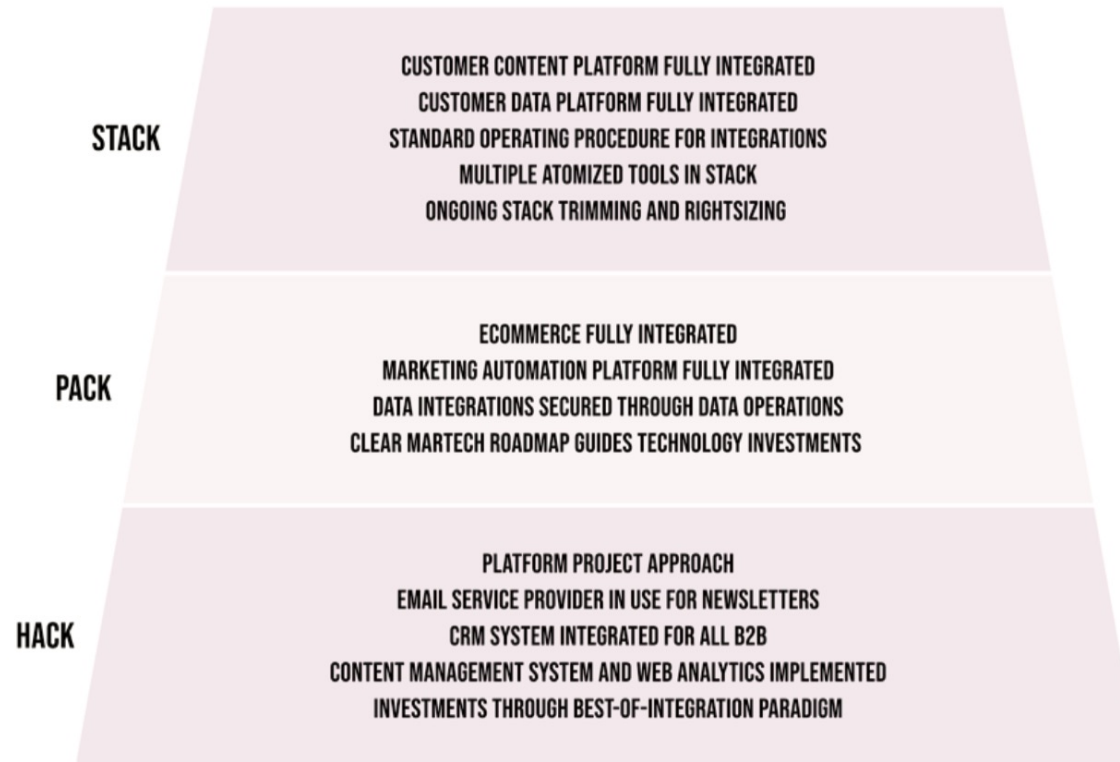 STACK
CUSTOMER CONTENT PLATFORM FULLY INTEGRATED
CUSTOMER DATA PLATFORM FULLY INTEGRATED
STANDARD OPERATING PROCEDURE FOR INTEGRATIONS
MULTIPLE ATOMIZED TOOLS IN STACK
ONGOING STACK TRIMMING AND RIGHTSIZING
PACK
ECOMMERCE FULLY INTEGRATED
MARKETING AUTOMATION PLATFORM FULLY INTEGRATED
DATA INTEGRATIONS SECURED THROUGH DATA OPERATIONS
CLEAR MARTECH ROADMAP GUIDES TECHNOLOGY INVESTMENTS
HACK
PLATFORM PROJECT APPROACH
EMAIL SERVICE PROVIDER IN USE FOR NEWSLETTERS
CRM SYSTEM INTEGRATED FOR ALL B2B
CONTENT MANAGEMENT SYSTEM AND WEB ANALYTICS IMPLEMENTED
INVESTMENTS THROUGH BEST-OF-INTEGRATION PARADIGM